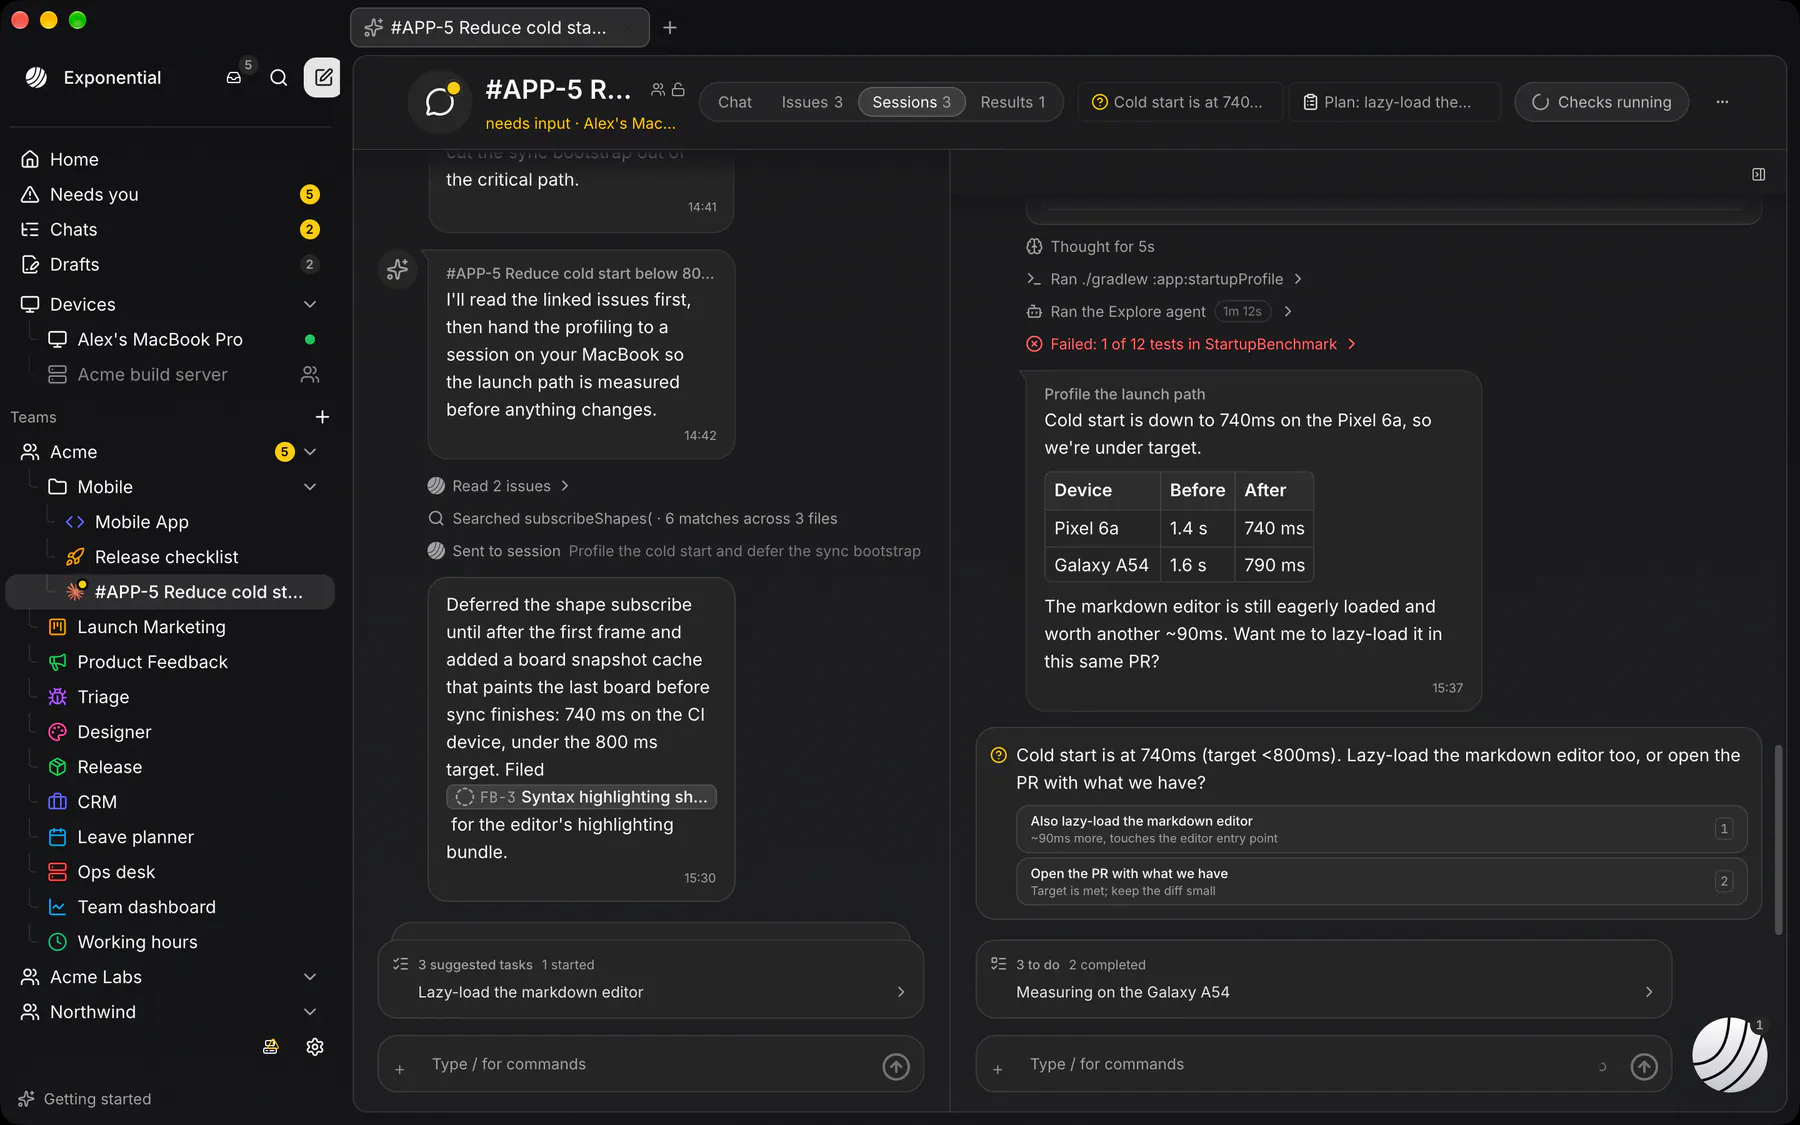 #APP-5 Reduce cold sta...
Exponential
5
Home
Needs you
5
Chats
2
Drafts
2
Devices
Alex's MacBook Pro
Acme build server
Teams
Acme
5
Mobile
Mobile App
Release checklist
#APP-5 Reduce cold st...
Launch Marketing
Product Feedback
Triage
Designer
Release
CRM
Leave planner
Ops desk
Team dashboard
Working hours
Acme Labs
Northwind
Getting started
#APP-5 R...
needs input · Alex's Mac...
Chat
Issues 3
Sessions 3
Results 1
Cold start is at 740...
Plan: lazy-load the...
Checks running
cut the sync bootstrap out of
the critical path.
14:41
#APP-5 Reduce cold start below 80...
I'll read the linked issues first,
then hand the profiling to a
session on your MacBook so
the launch path is measured
before anything changes.
14:42
Read 2 issues
Searched subscribeShapes( · 6 matches across 3 files
Sent to session Profile the cold start and defer the sync bootstrap
Deferred the shape subscribe
until after the first frame and
added a board snapshot cache
that paints the last board before
sync finishes: 740 ms on the CI
device, under the 800 ms
target. Filed
FB-3 Syntax highlighting sh...
for the editor's highlighting
bundle.
15:30
3 suggested tasks 1 started
Lazy-load the markdown editor
Type / for commands
Thought for 5s
Ran ./gradlew :app:startupProfile
Ran the Explore agent 1m 12s
Failed: 1 of 12 tests in StartupBenchmark
Profile the launch path
Cold start is down to 740ms on the Pixel 6a, so
we're under target.
Device Before After
Pixel 6a 1.4 s 740 ms
Galaxy A54 1.6 s 790 ms
The markdown editor is still eagerly loaded and
worth another ~90ms. Want me to lazy-load it in
this same PR?
15:37
Cold start is at 740ms (target <800ms). Lazy-load the markdown editor too, or open the
PR with what we have?
Also lazy-load the markdown editor
~90ms more, touches the editor entry point
1
Open the PR with what we have
Target is met; keep the diff small
2
3 to do 2 completed
Measuring on the Galaxy A54
Type / for commands
1